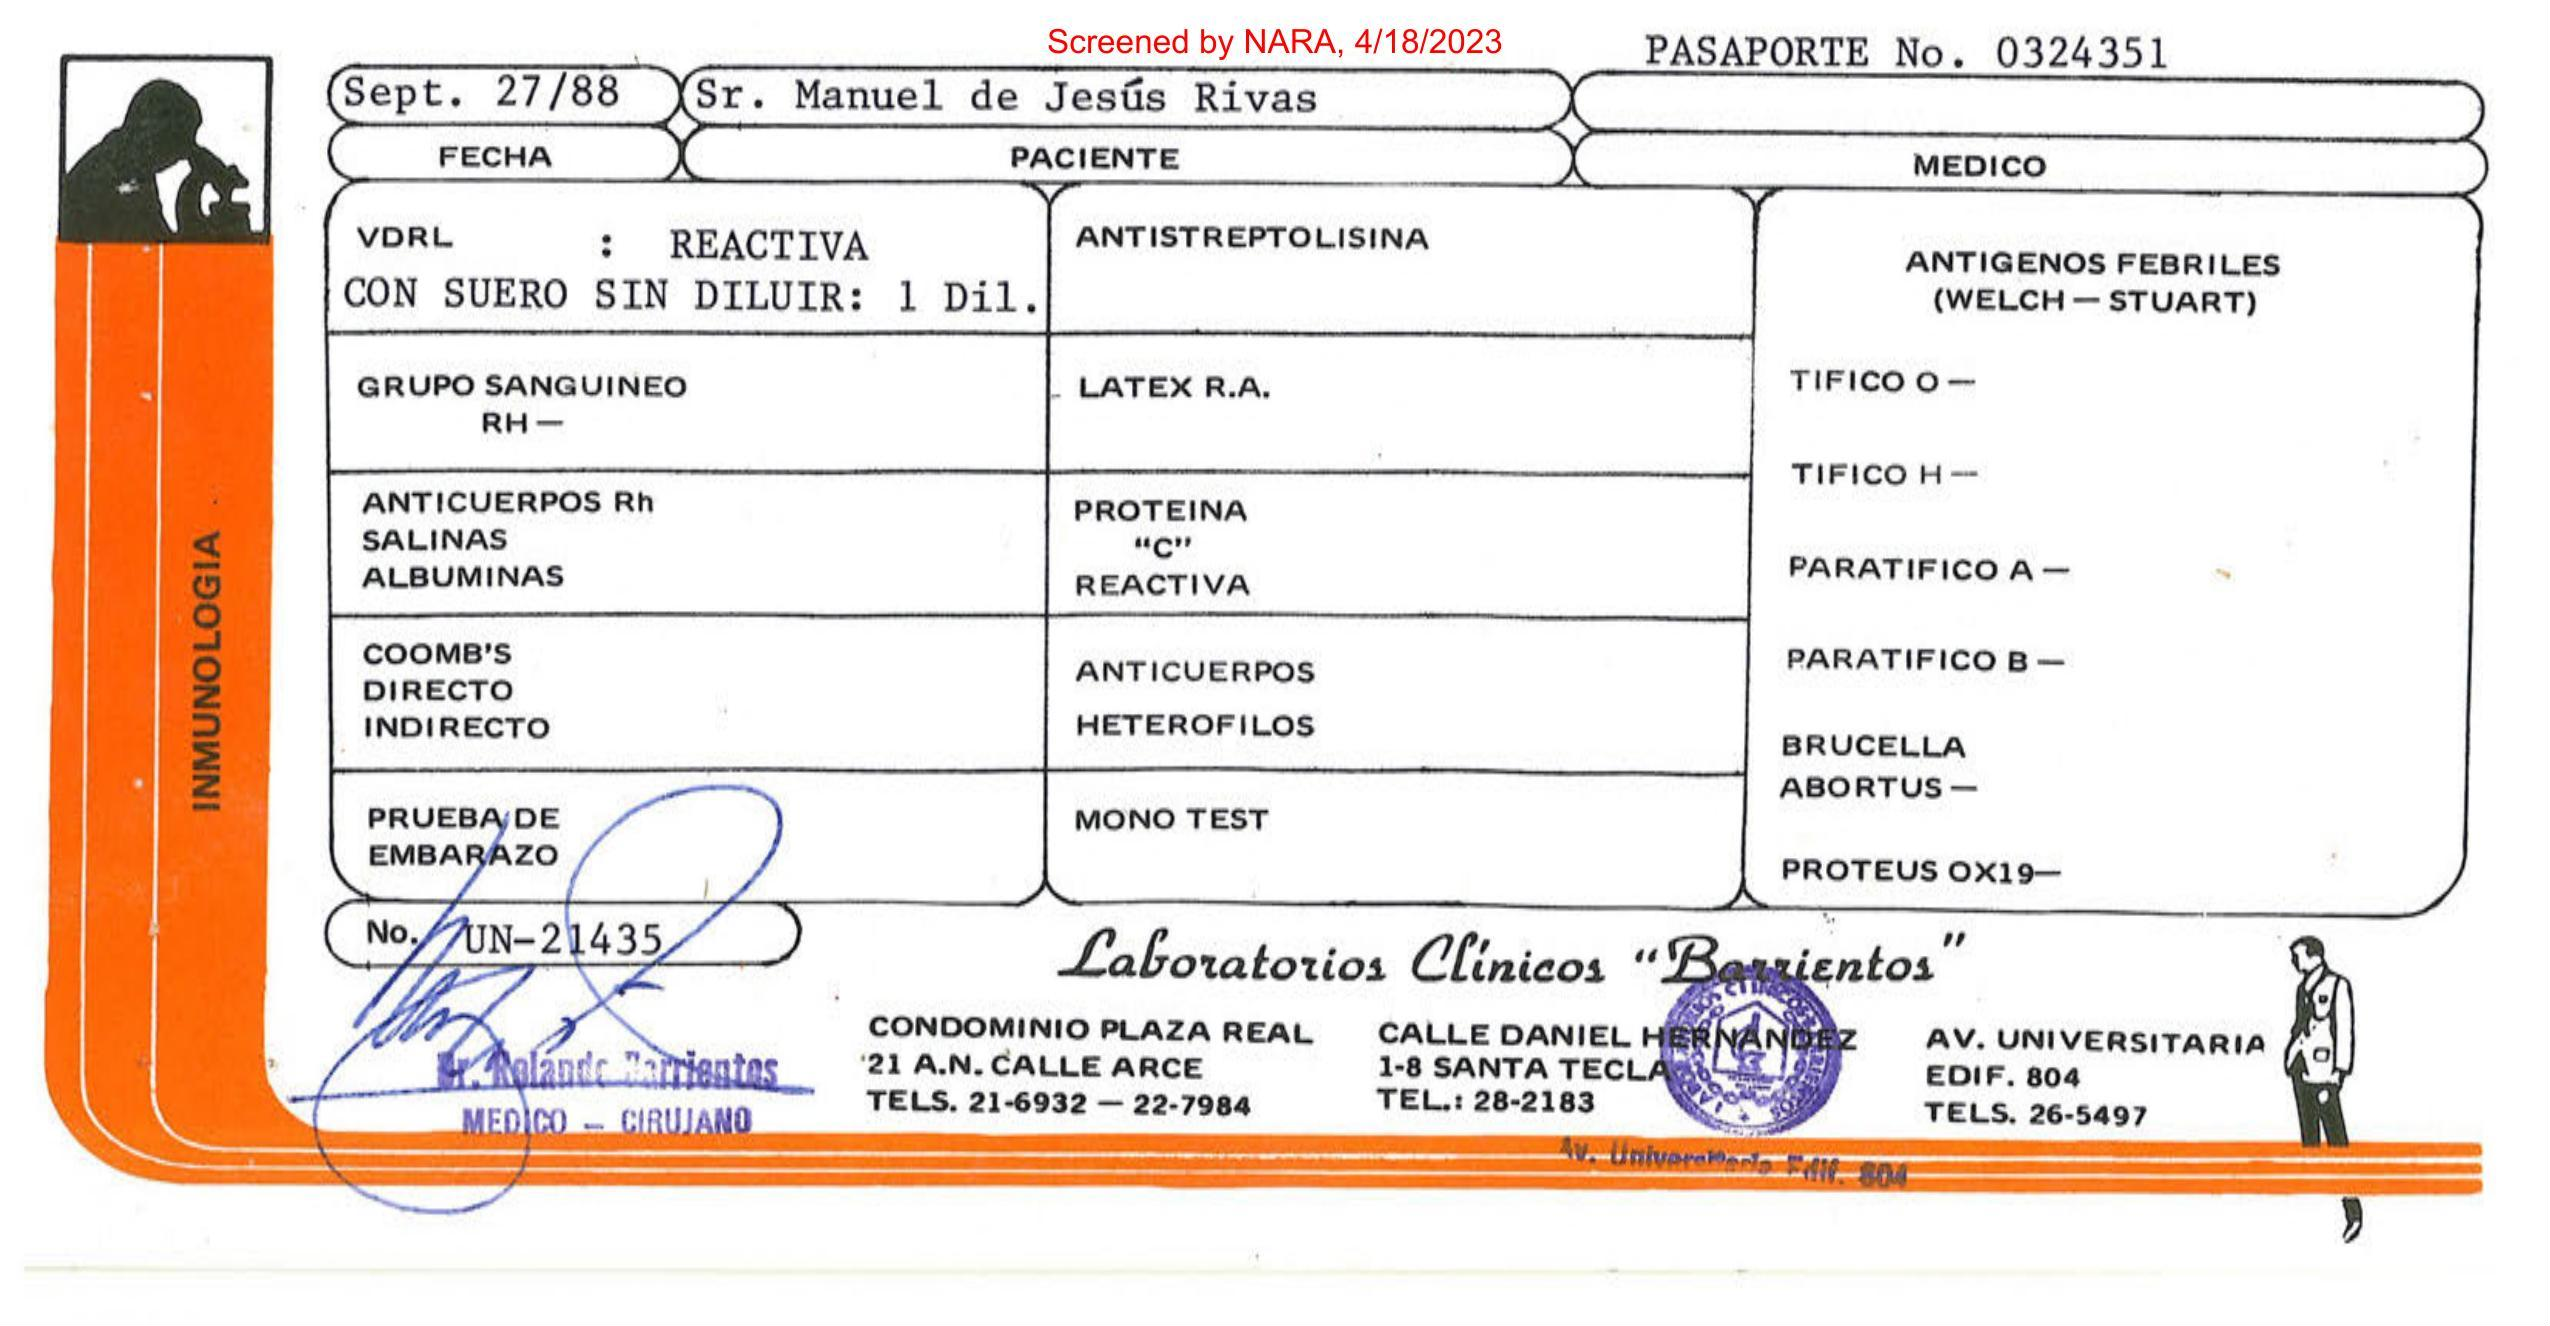 Screened by NARA, 4/18/2023
PASAPORTE No. 0324351
Sept. 27/88
Sr. Manuel de Jesús Rivas
FECHA
PACIENTE
MEDICO
INMUNOLOGIA
VDRL : REACTIVA
CON SUERO SIN DILUIR: 1 Dil.
GRUPO SANGUINEO
RH —
ANTICUERPOS Rh
SALINAS
ALBUMINAS
COOMB'S
DIRECTO
INDIRECTO
PRUEBA DE
EMBARAZO
ANTISTREPTOLISINA
LATEX R.A.
PROTEINA
“C”
REACTIVA
ANTICUERPOS
HETEROFILOS
MONO TEST
ANTIGENOS FEBRILES
(WELCH — STUART)
TIFICO O —
TIFICO H —
PARATIFICO A —
PARATIFICO B —
BRUCELLA
ABORTUS —
PROTEUS OX19—
No. UN-21435
Dr. Rolando Barrientos
MEDICO — CIRUJANO
Laboratorios Clínicos “Barrientos”
CONDOMINIO PLAZA REAL
21 A.N. CALLE ARCE
TELS. 21-6932 — 22-7984
CALLE DANIEL HERNANDEZ
1-8 SANTA TECLA
TEL.: 28-2183
AV. UNIVERSITARIA
EDIF. 804
TELS. 26-5497
Av. Universitaria Edif. 804